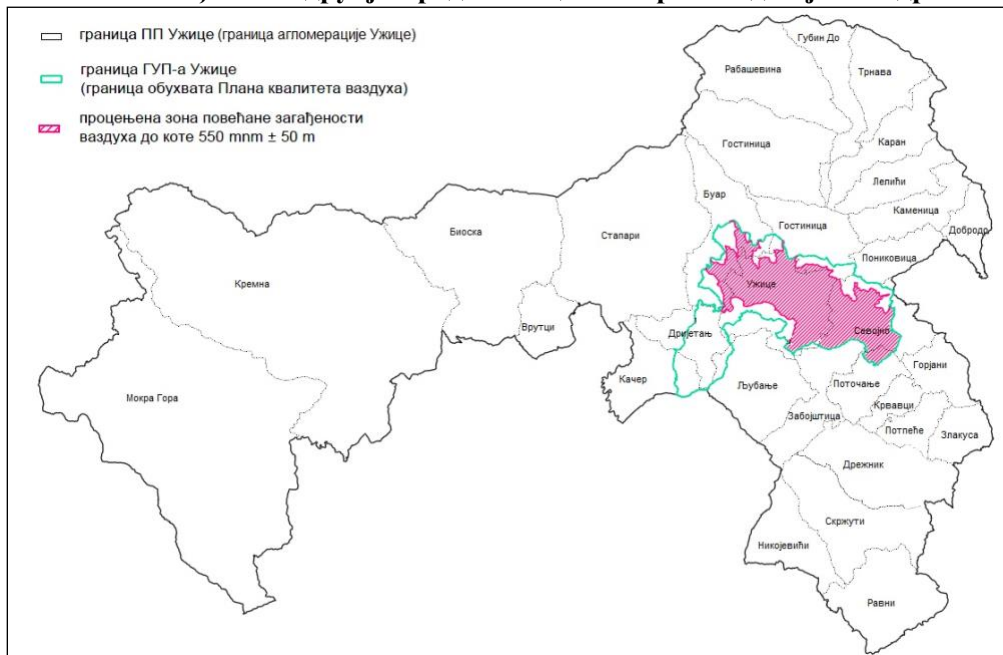 граница ПП Ужице (граница агломерације Ужице)
граница ГУП-а Ужице
(граница обухвата Плана квалитета ваздуха)
процењена зона повећане загађености
ваздуха до коте 550 mnm ± 50 m
Губин До
Рабашевина
Трнава
Каран
Гостиница
Лелићи
Буар
Каменица
Гостиница
Добродо
Биоска
Стапари
Пониковица
Кремна
Ужице
Врутци
Дријетањ
Севојно
Горјани
Качер
Љубање
Поточање
Мокра Гора
Крвавци
Забојштица
Потпеће
Злакуса
Дрежник
Скржути
Никојевићи
Равни